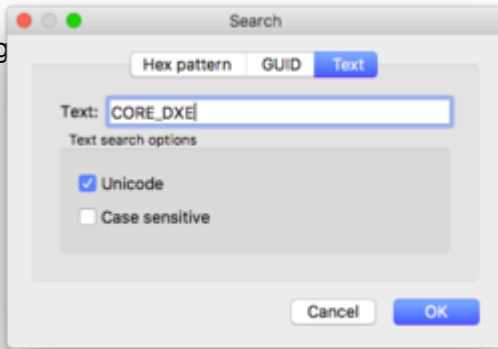 Search
g
Hex pattern GUID Text
Text: CORE_DXE
Text search options
Unicode
Case sensitive
Cancel OK